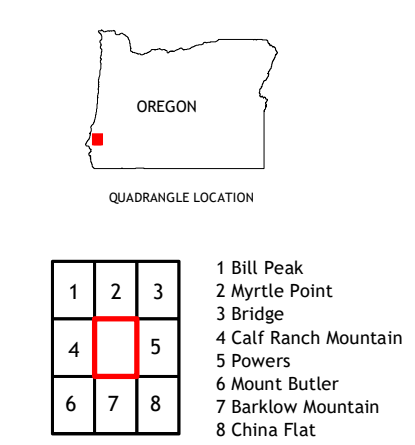 OREGON
QUADRANGLE LOCATION
1 2 3
4 5
6 7 8
1 Bill Peak
2 Myrtle Point
3 Bridge
4 Calf Ranch Mountain
5 Powers
6 Mount Butler
7 Barklow Mountain
8 China Flat